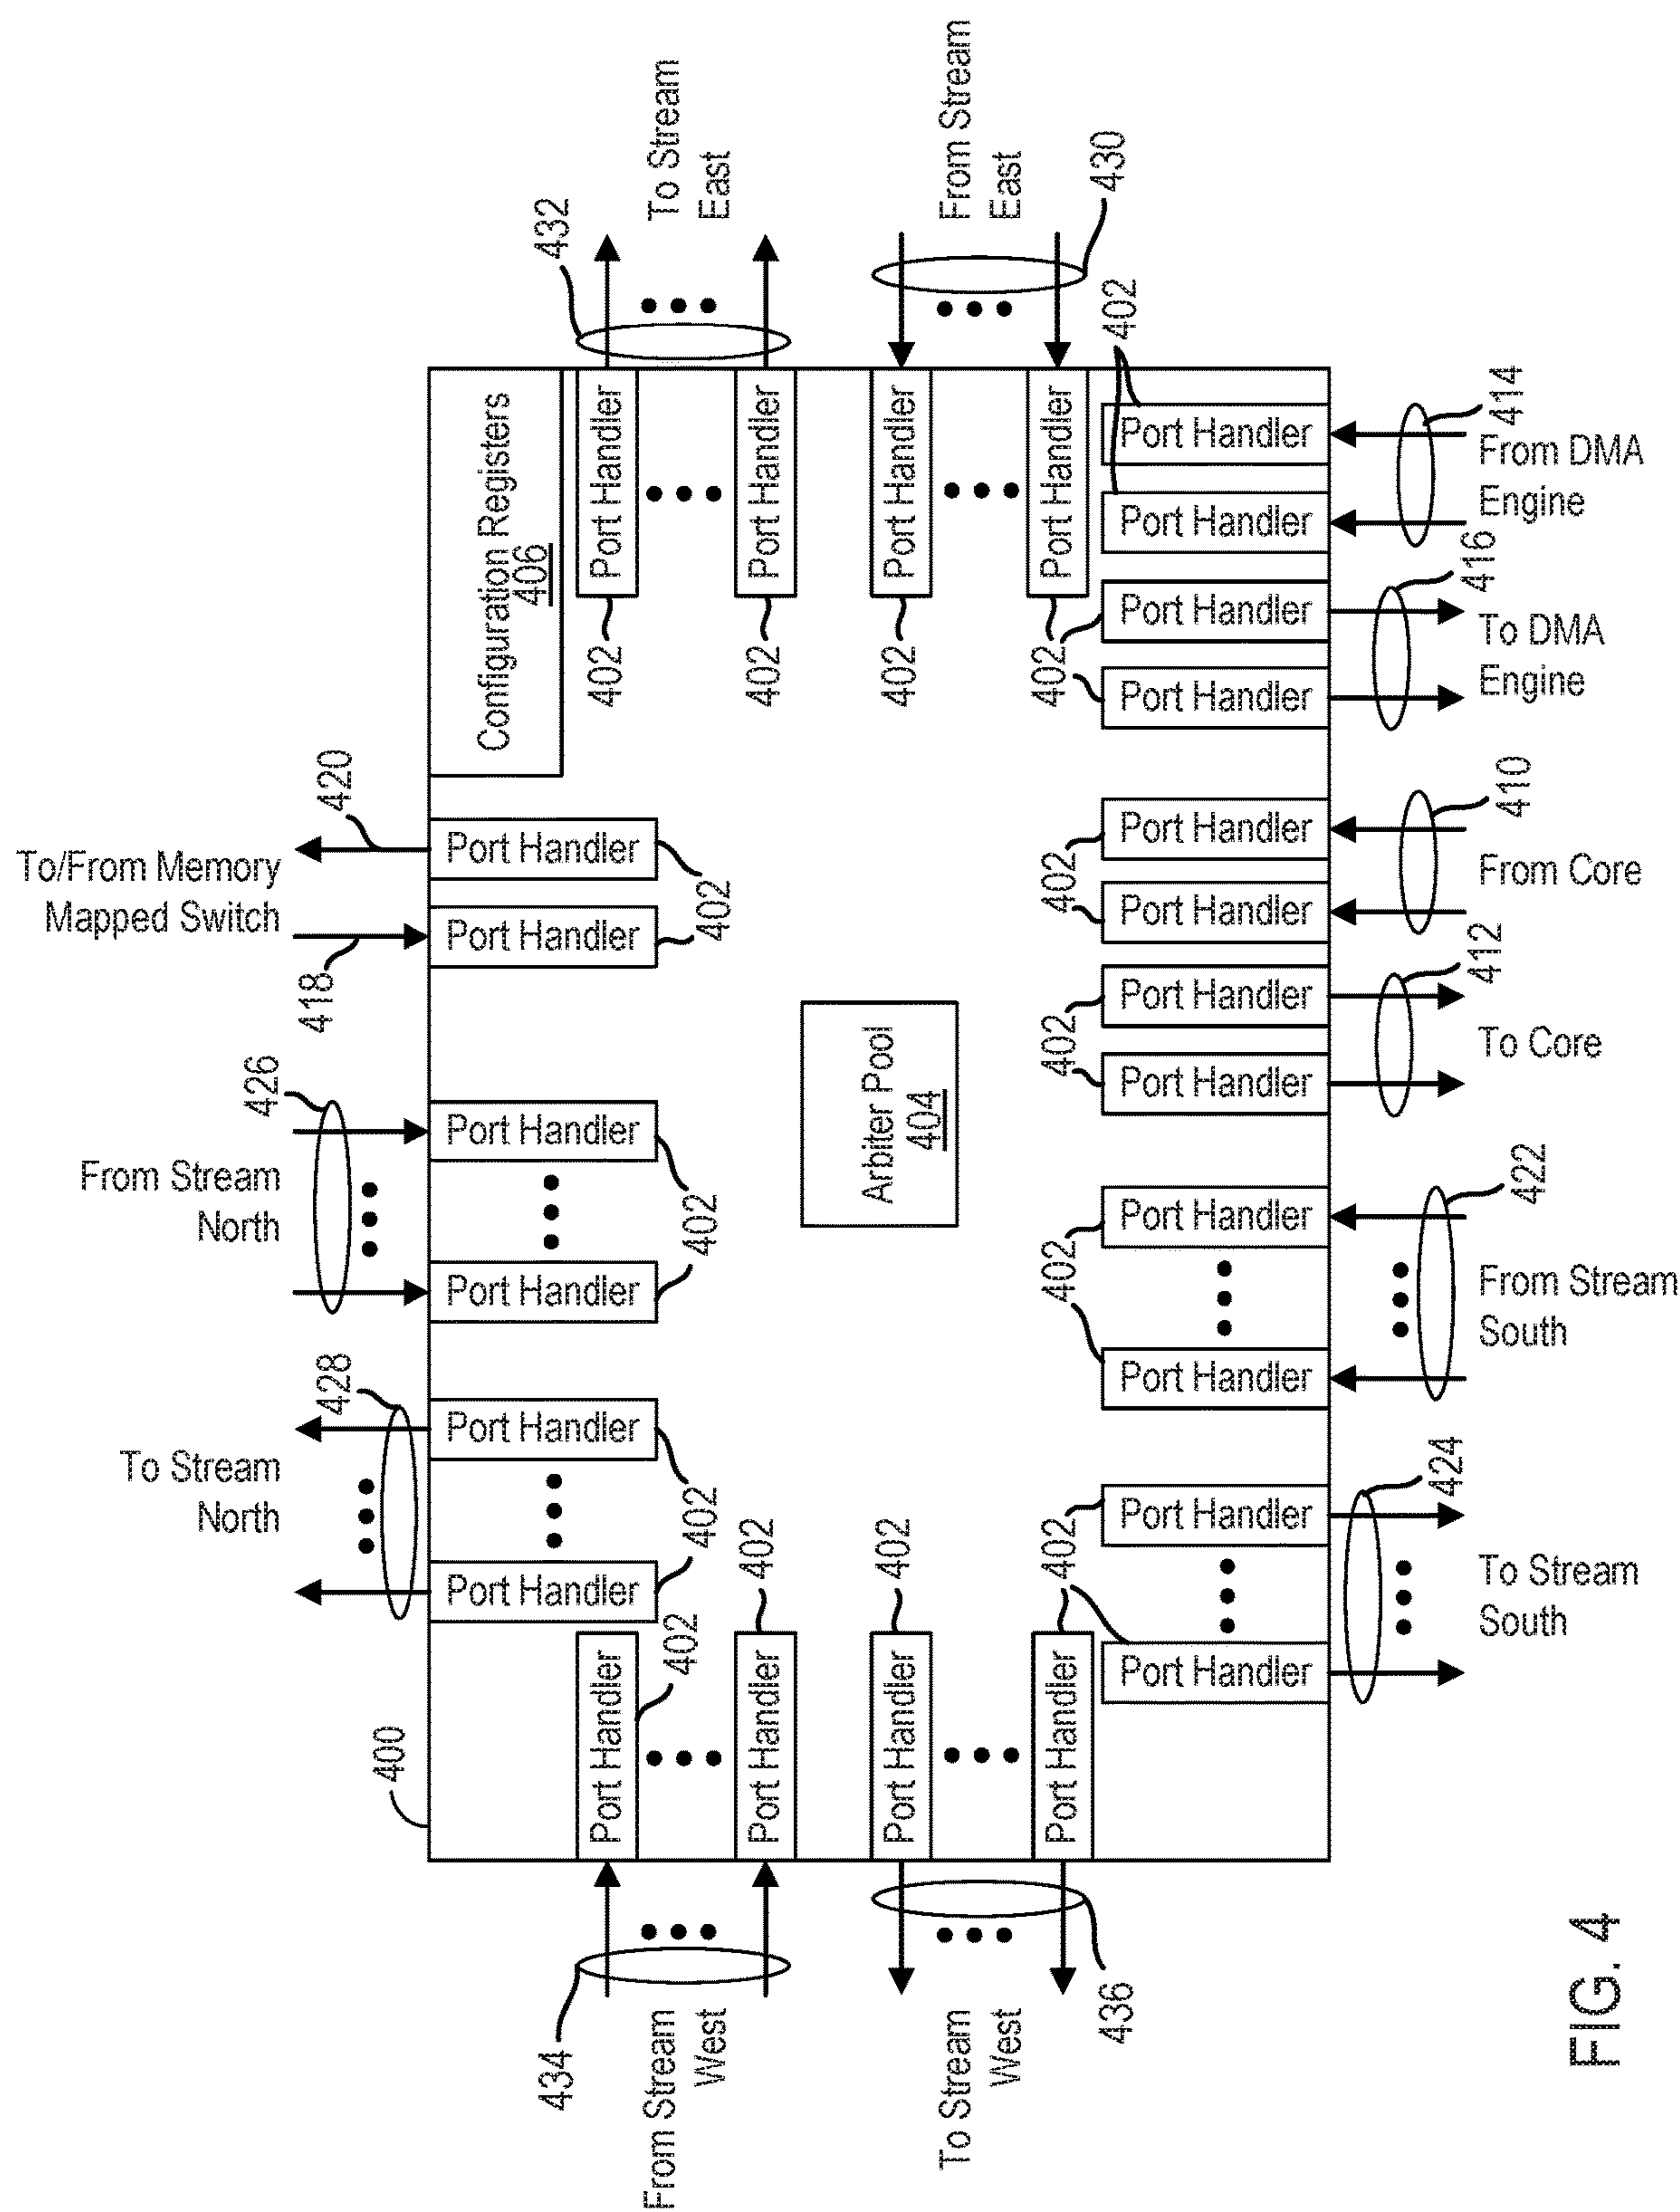 To/From Memory
Mapped Switch
420
418
Port Handler
Port Handler
402
From Stream
North
426
Port Handler
Port Handler
402
To Stream
North
428
Port Handler
Port Handler
402
400
Configuration Registers
406
432
To Stream
East
Port Handler
402
Port Handler
402
From Stream
East
430
Port Handler
402
Port Handler
402
Arbiter Pool
404
434
From Stream
West
Port Handler
402
Port Handler
402
To Stream
West
436
Port Handler
402
Port Handler
402
402
Port Handler
Port Handler
414
From DMA
Engine
Port Handler
Port Handler
416
To DMA
Engine
402
Port Handler
Port Handler
410
From Core
402
Port Handler
Port Handler
412
To Core
402
Port Handler
Port Handler
422
From Stream
South
Port Handler
Port Handler
424
To Stream
South
FIG. 4